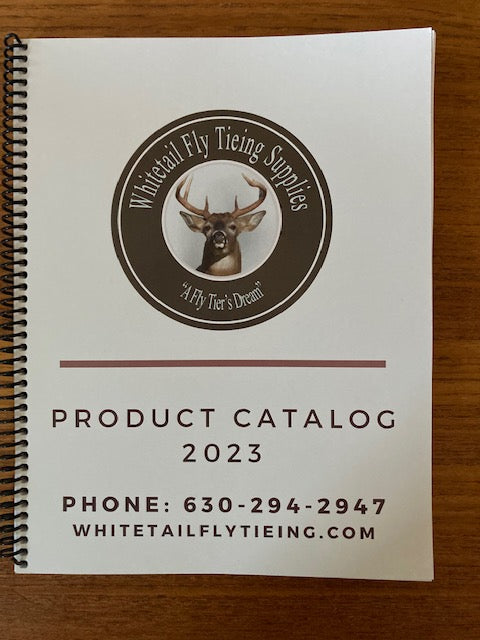 Whitetail Fly Tieing Supplies
"A Fly Tier's Dream"
PRODUCT CATALOG
2023
PHONE: 630-294-2947
WHITETAILFLYTIEING.COM